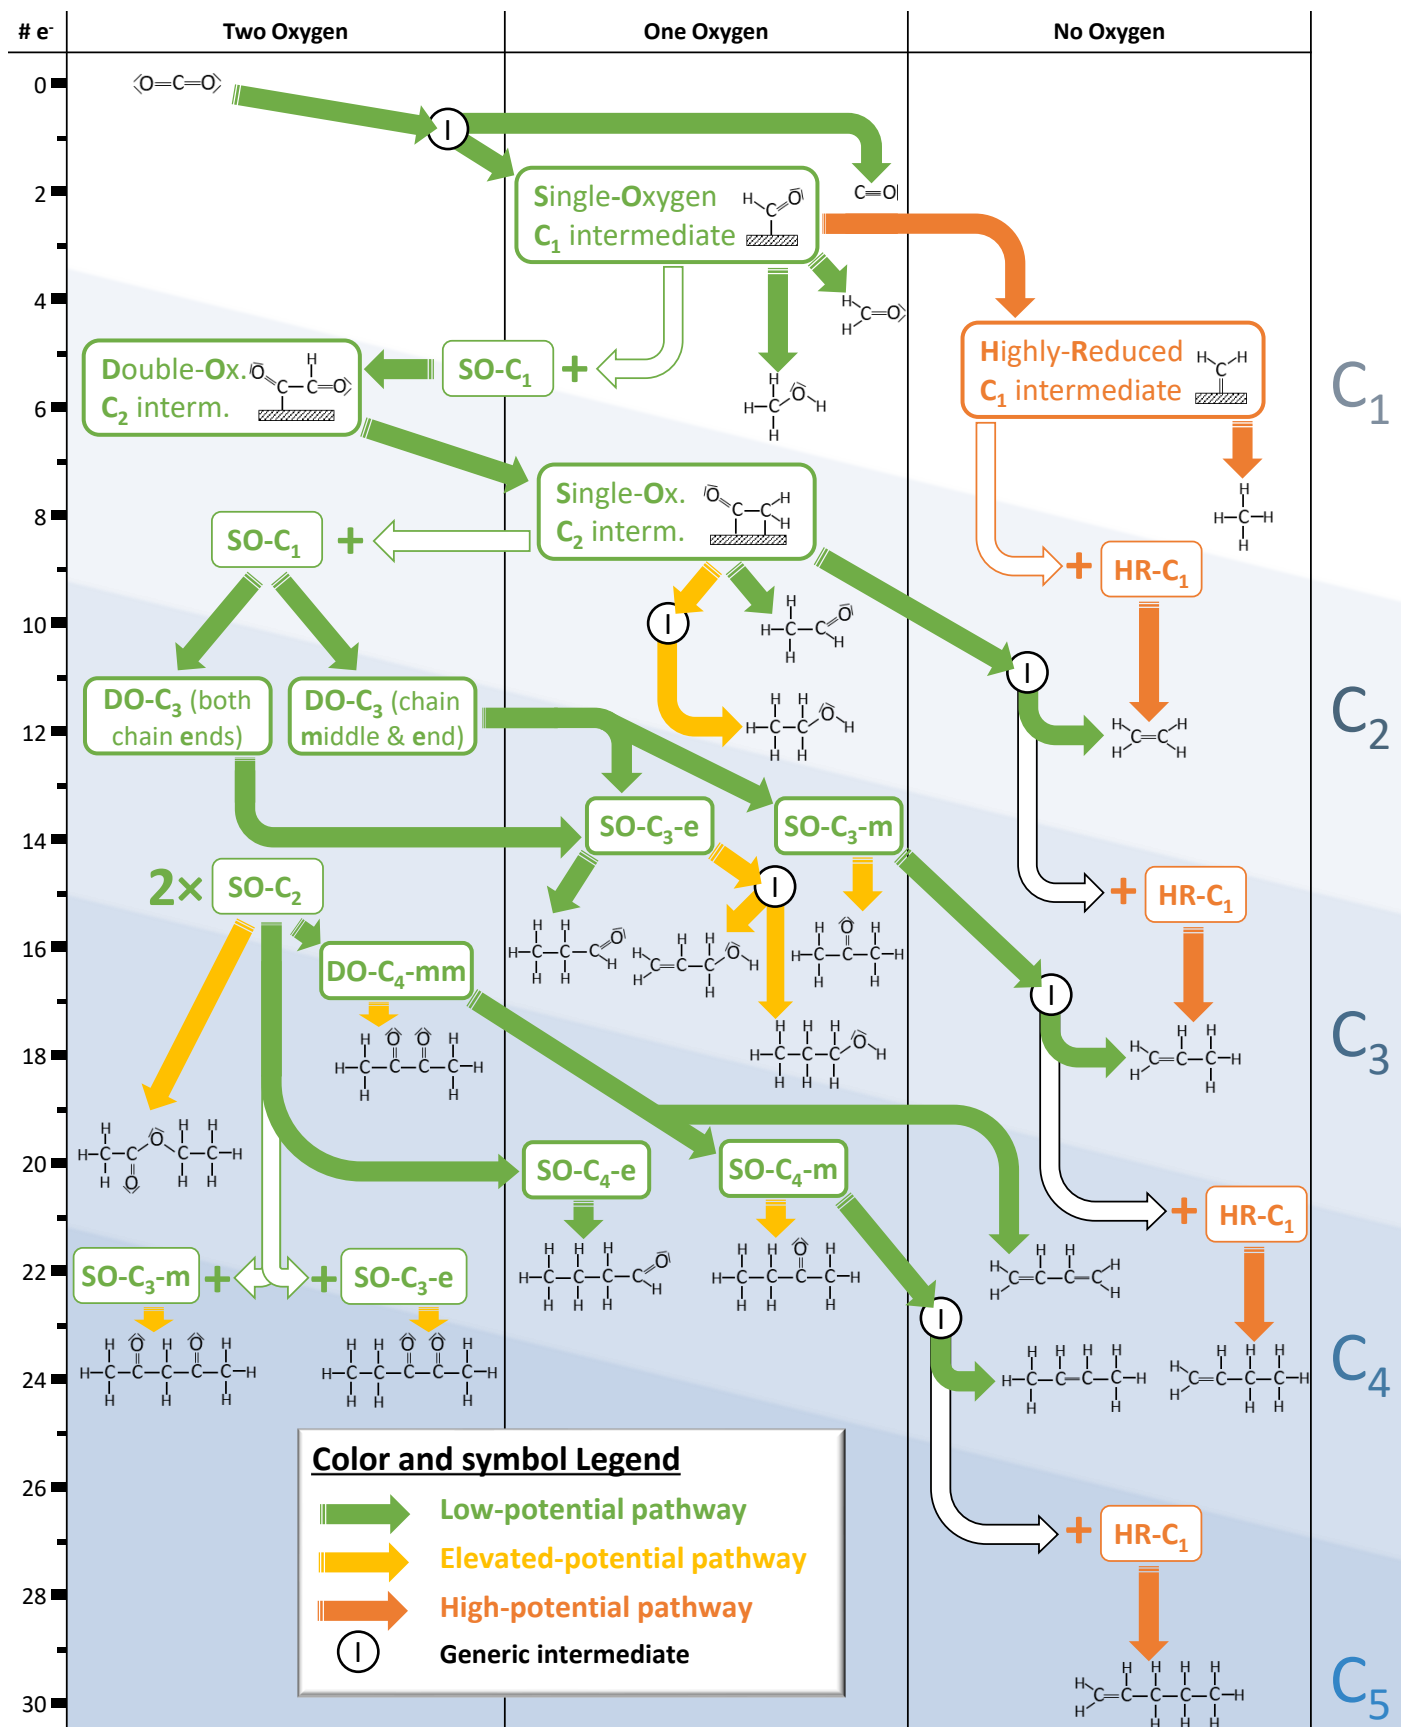 # e⁻ Two Oxygen One Oxygen No Oxygen
0
⟨O=C=O⟩
I
2
Single-Oxygen
C₁ intermediate
C=O|
4
Double-Ox.
C₂ interm.
SO-C₁ +
Highly-Reduced
C₁ intermediate
C₁
6
Single-Ox.
C₂ interm.
8
SO-C₁ +
+ HR-C₁
10
I
I
DO-C₃ (both
chain ends)
DO-C₃ (chain
middle & end)
C₂
12
SO-C₃-e
SO-C₃-m
14
2× SO-C₂
I
+ HR-C₁
16
DO-C₄-mm
I
C₃
18
20
SO-C₄-e
SO-C₄-m
+ HR-C₁
22
SO-C₃-m +
+ SO-C₃-e
I
C₄
24
Color and symbol Legend
26
Low-potential pathway
+ HR-C₁
Elevated-potential pathway
28
High-potential pathway
I Generic intermediate
30
C₅